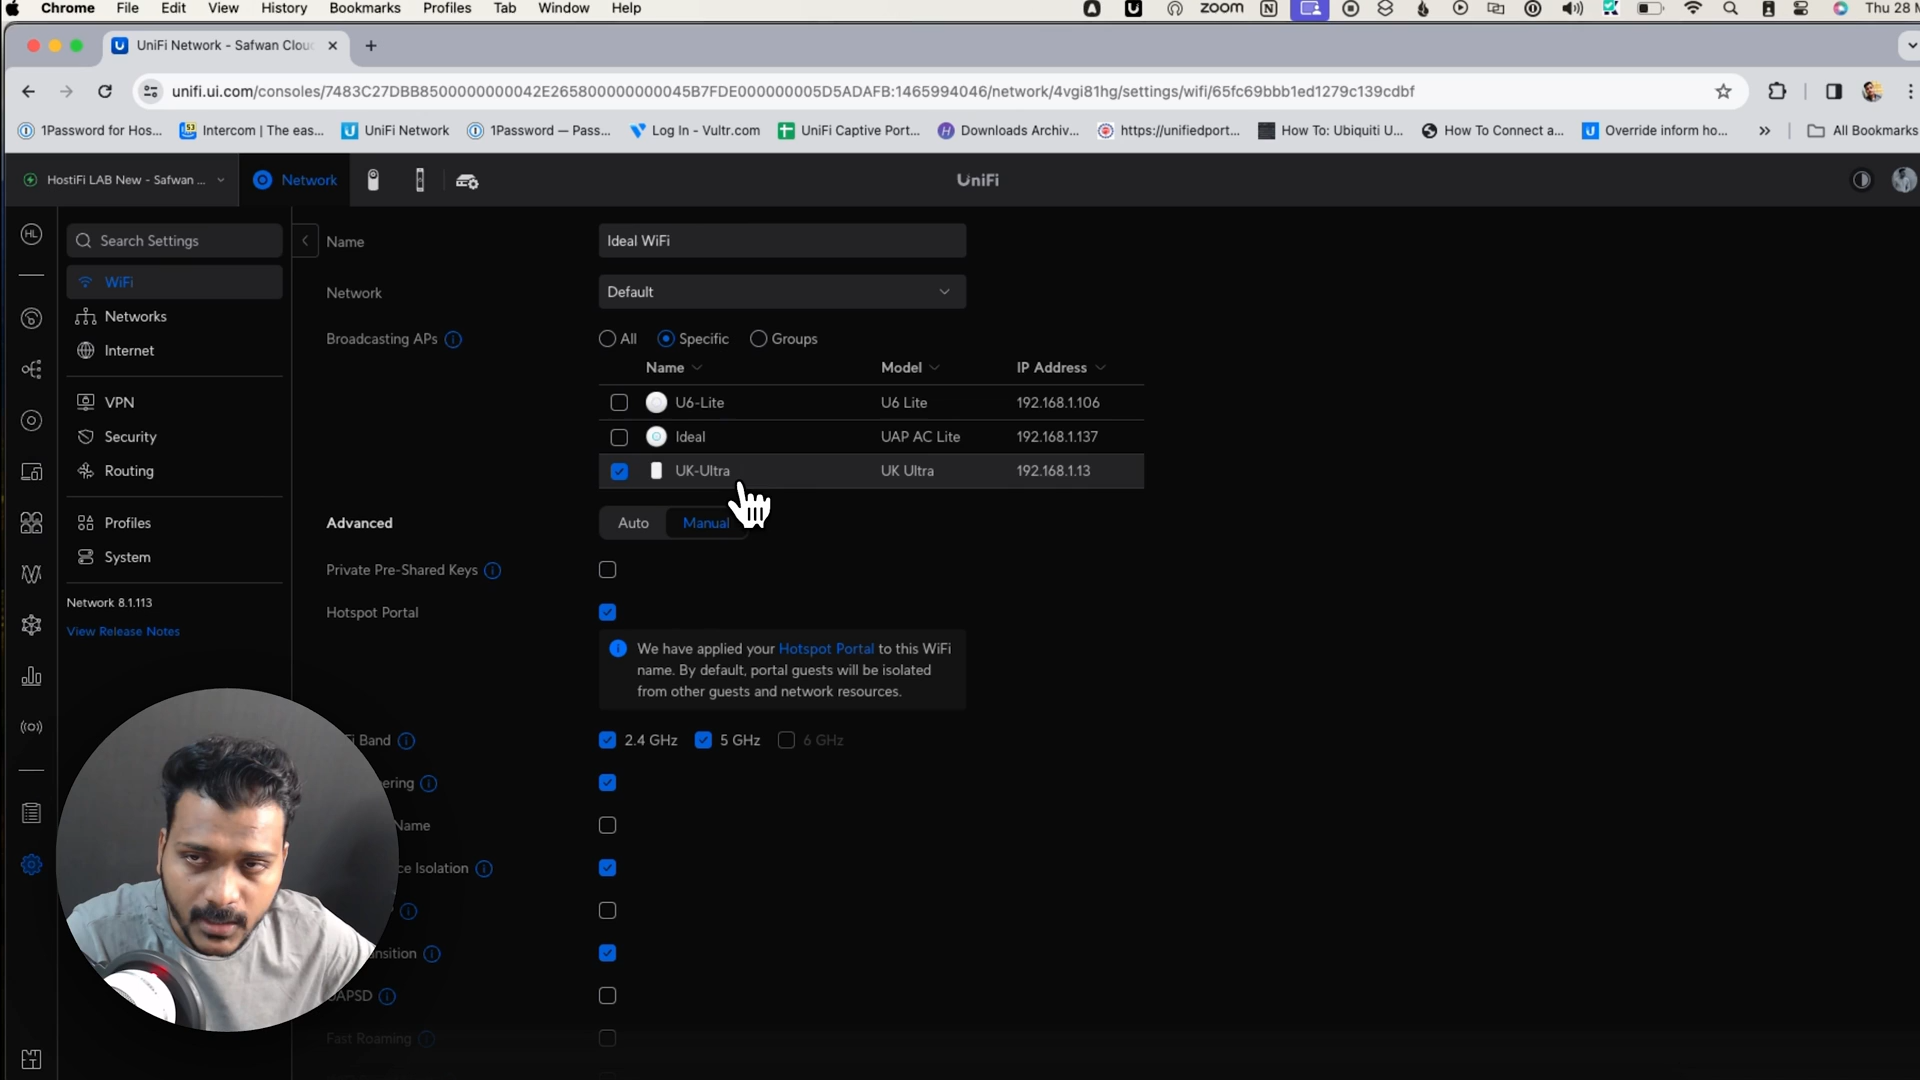 Chrome File Edit View History Bookmarks Profiles Tab Window Help zoom Thu 28
UniFi Network - Safwan Clou
unifi.ui.com/consoles/7483C27DBB8500000000042E265800000000045B7FDE000000005D5ADAFB:1465994046/network/4vgi81hg/settings/wifi/65fc69bbb1ed1279c139cdbf
1Password for Hos... Intercom | The eas... UniFi Network 1Password — Pass... Log In - Vultr.com UniFi Captive Port... Downloads Archiv... https://unifiedport... How To: Ubiquiti U... How To Connect a... Override inform ho... » All Bookmarks
HostiFi LAB New - Safwan ... Network UniFi
HL
Search Settings
WiFi
Networks
Internet
VPN
Security
Routing
Profiles
System
Network 8.1.113
View Release Notes
Name Ideal WiFi
Network Default
Broadcasting APs All Specific Groups
Name Model IP Address
U6-Lite U6 Lite 192.168.1.106
Ideal UAP AC Lite 192.168.1.137
UK-Ultra UK Ultra 192.168.1.13
Advanced Auto Manual
Private Pre-Shared Keys
Hotspot Portal
We have applied your Hotspot Portal to this WiFi
name. By default, portal guests will be isolated
from other guests and network resources.
Band 2.4 GHz 5 GHz 6 GHz
ering
Name
ce Isolation
nsition
UAPSD
Fast Roaming